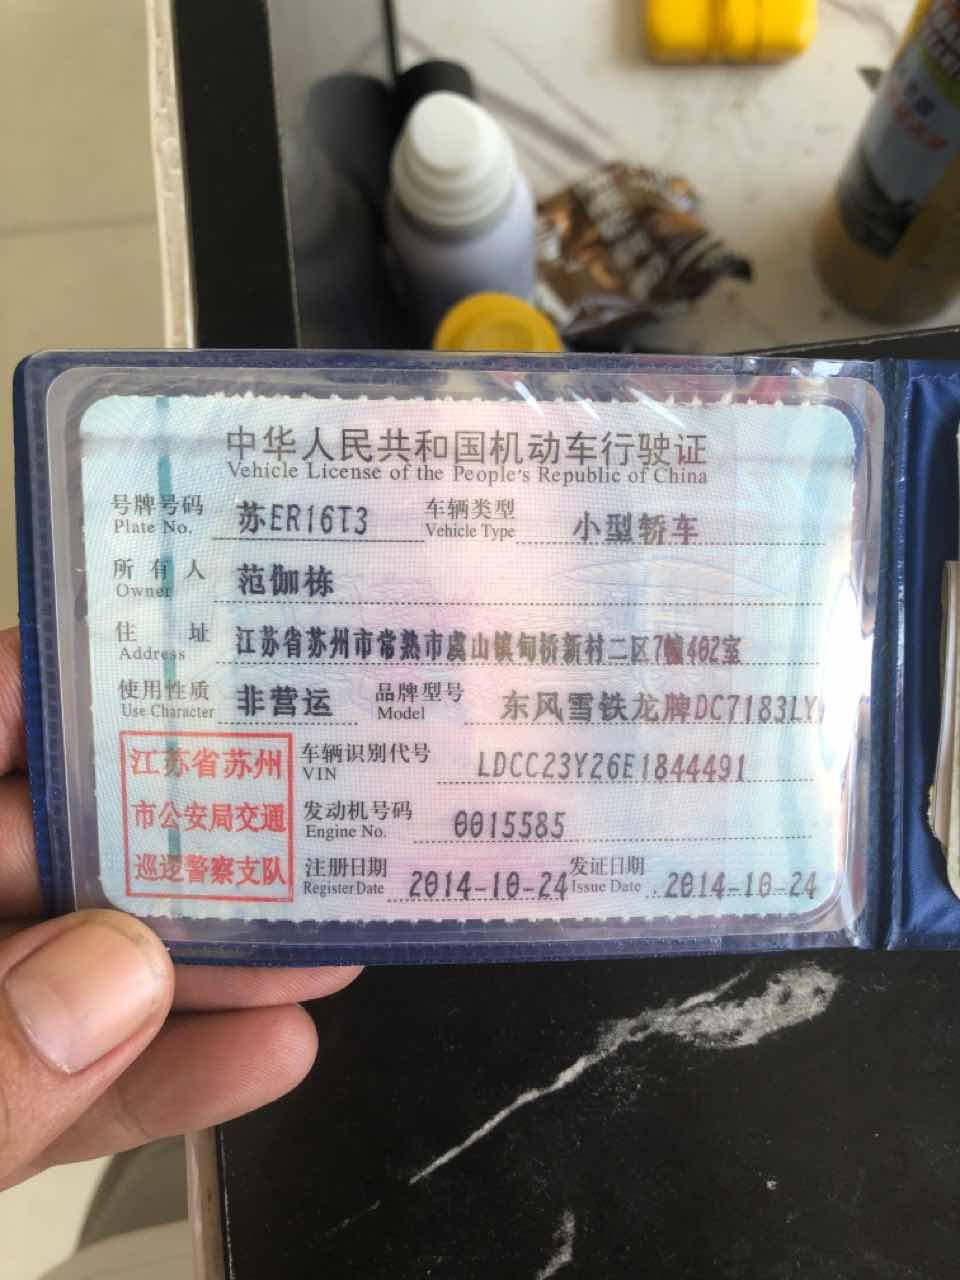 中华人民共和国机动车行驶证
Vehicle License of the People's Republic of China
号牌号码 苏ER16T3 车辆类型 小型轿车
Plate No. Vehicle Type
所有人 范伽栋
Owner
住址 江苏省苏州市常熟市虞山镇甸桥新村二区7幢402室
Address
使用性质 非营运 品牌型号 东风雪铁龙牌DC7183LY
Use Character Model
江苏省苏州 车辆识别代号 LDCC23Y26E1844491
VIN
市公安局交通 发动机号码 0015585
Engine No.
巡逻警察支队 注册日期 2014-10-24 发证日期 2014-10-24
Register Date Issue Date